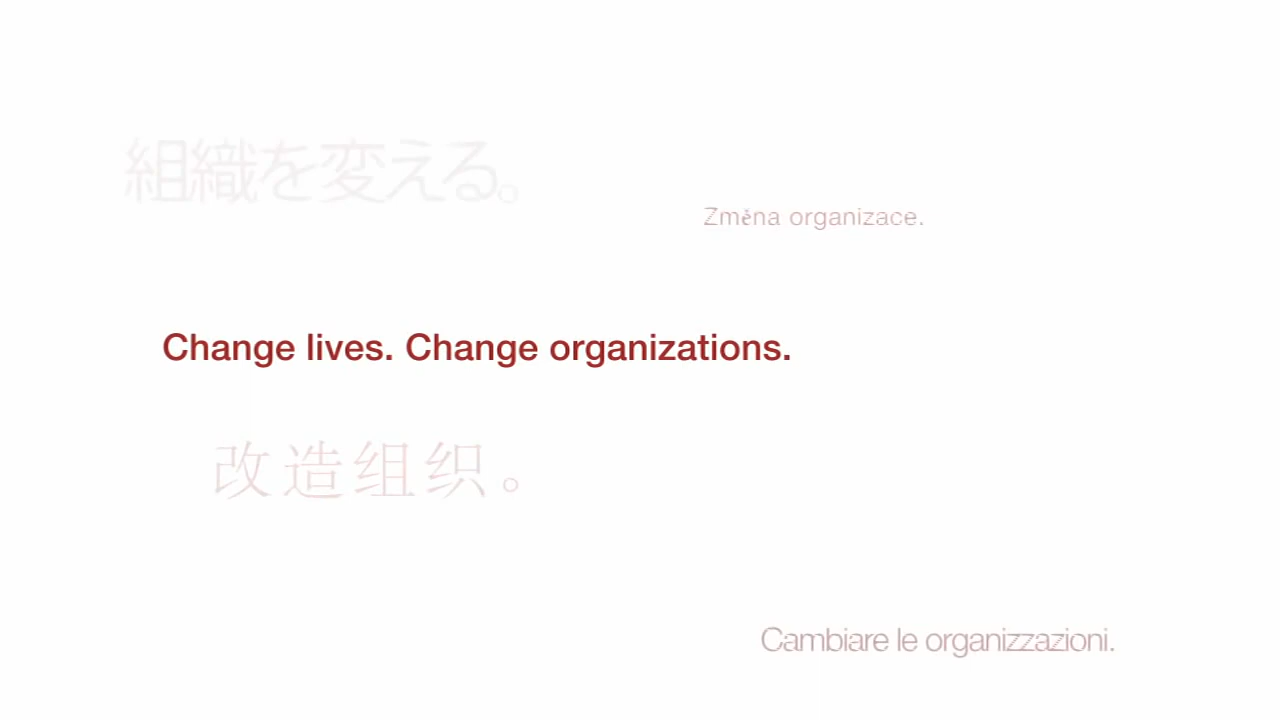 組織を変える。
Změna organizace.
Change lives. Change organizations.
改造组织。
Cambiare le organizzazioni.